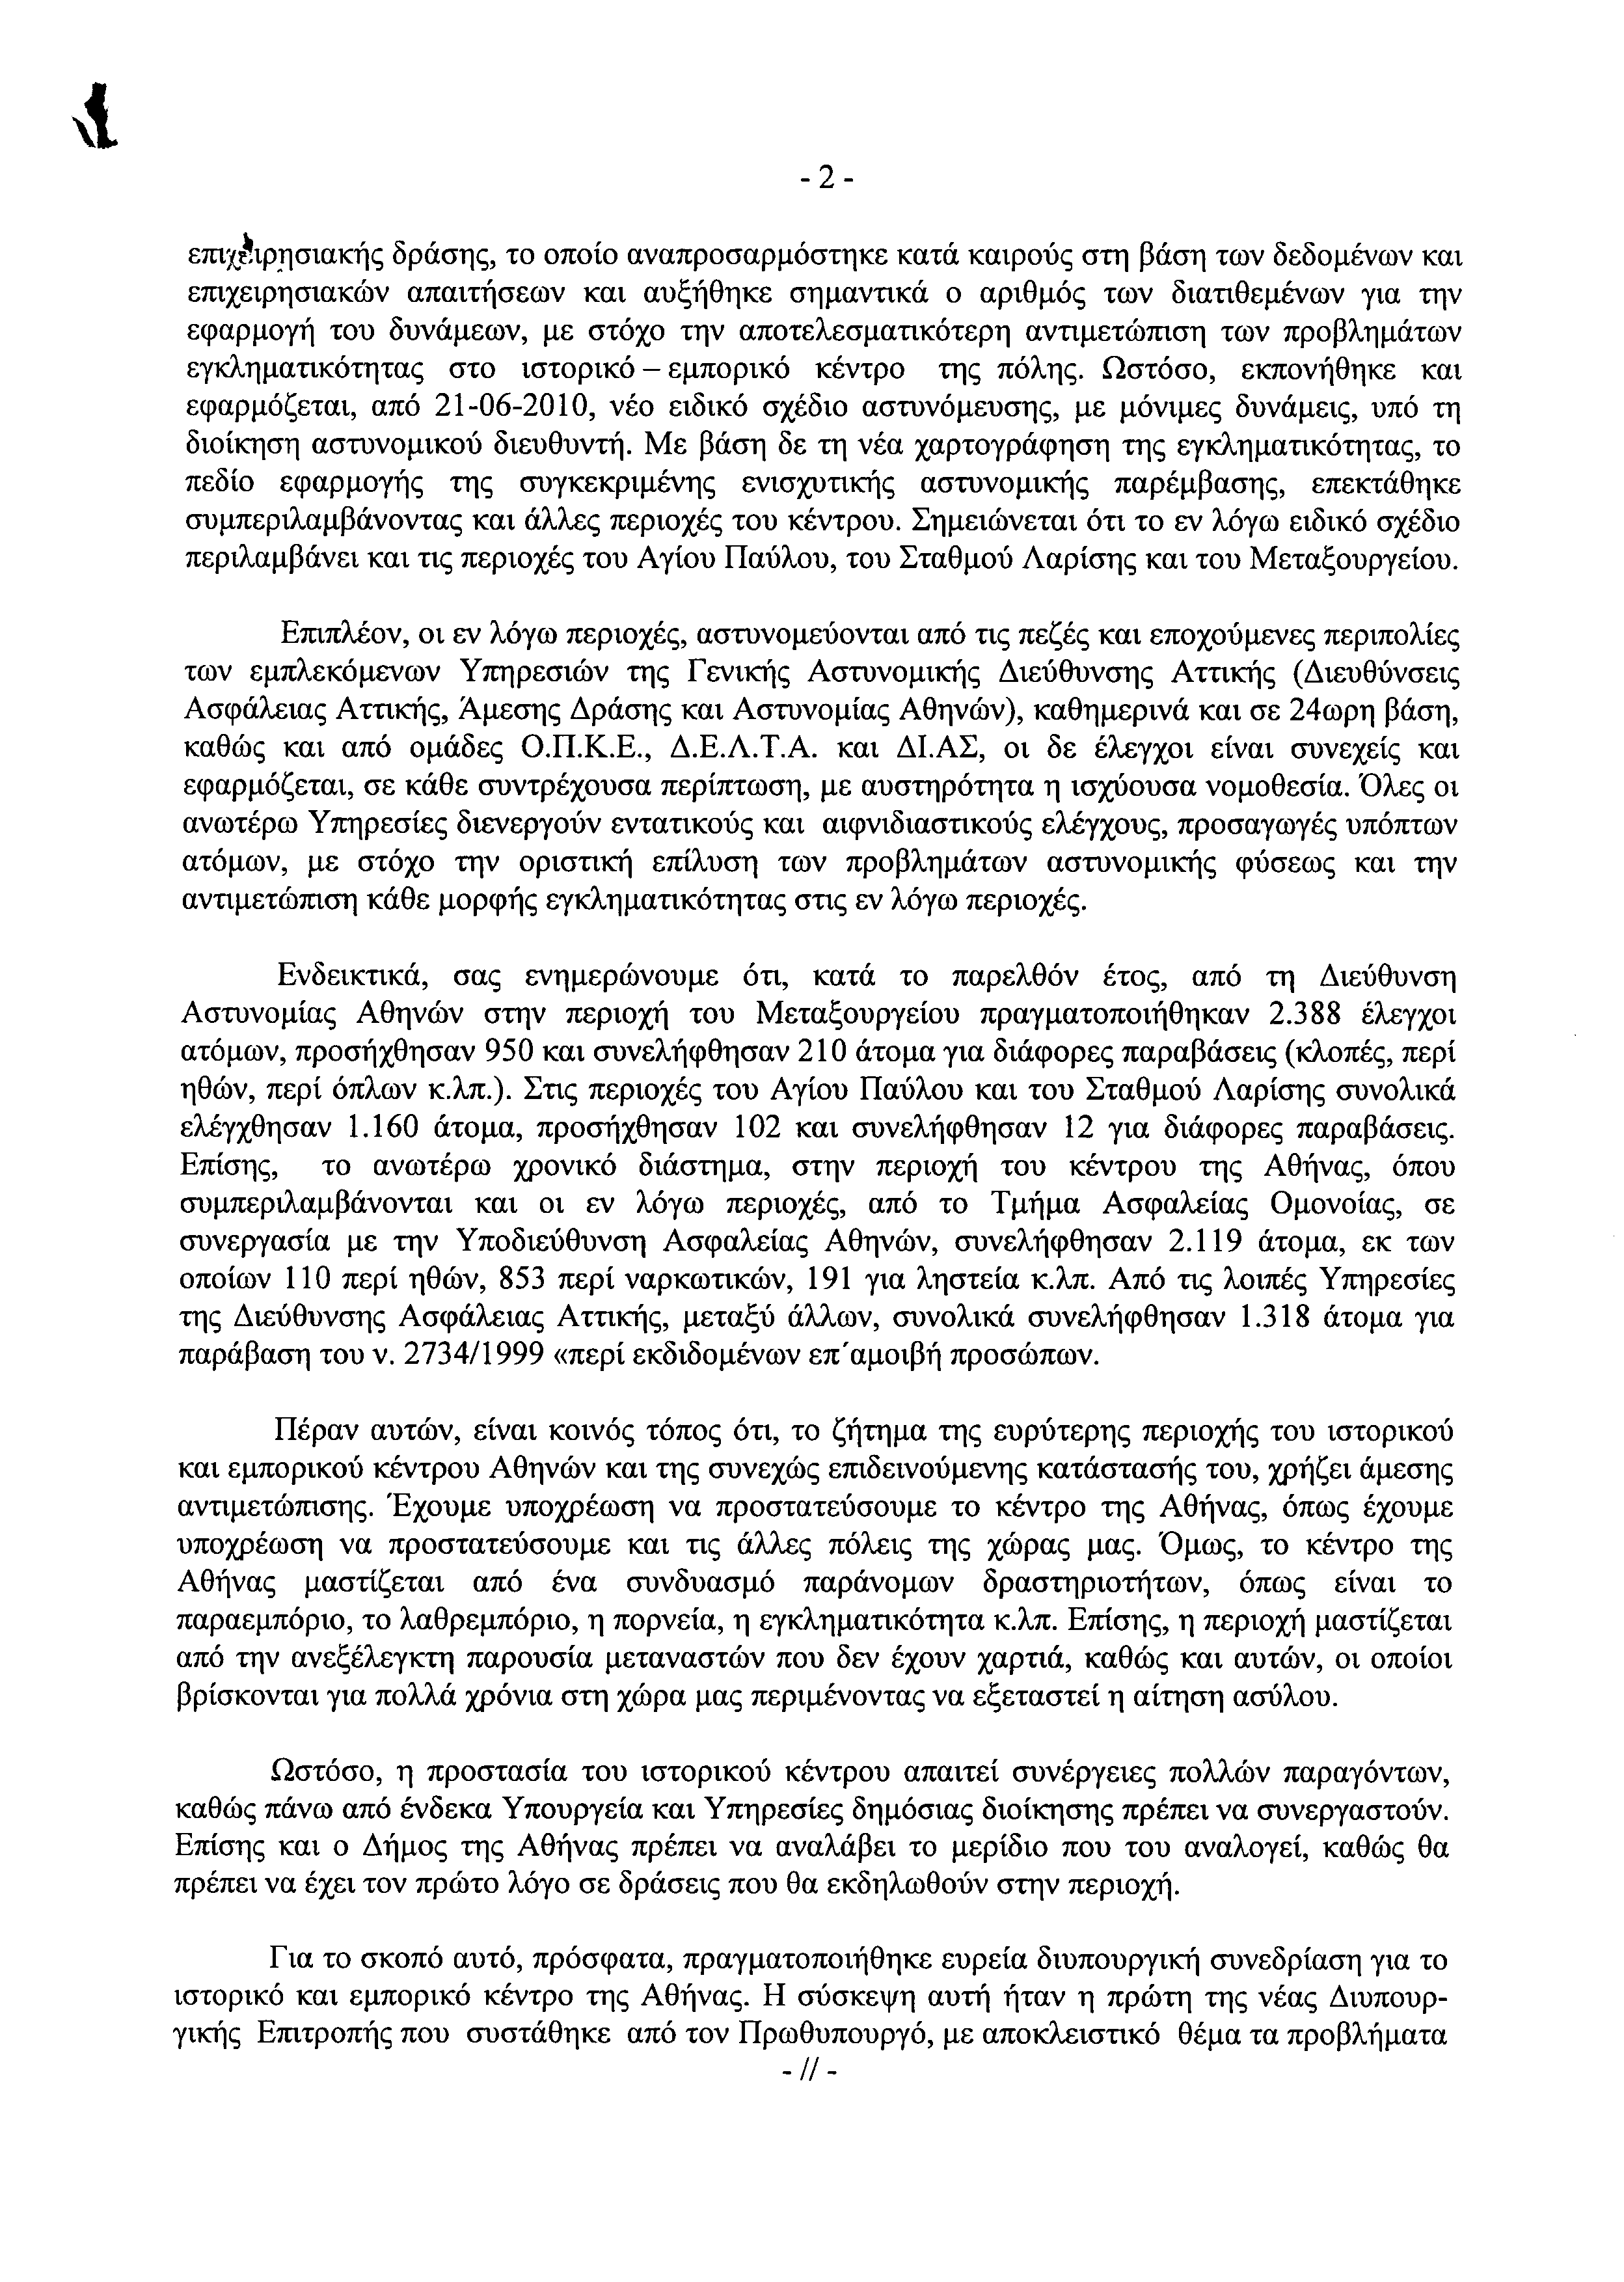 - 2 -
επιχειρησιακής δράσης, το οποίο αναπροσαρμόστηκε κατά καιρούς στη βάση των δεδομένων και
επιχειρησιακών απαιτήσεων και αυξήθηκε σημαντικά ο αριθμός των διατιθεμένων για την
εφαρμογή του δυνάμεων, με στόχο την αποτελεσματικότερη αντιμετώπιση των προβλημάτων
εγκληματικότητας στο ιστορικό – εμπορικό κέντρο της πόλης. Ωστόσο, εκπονήθηκε και
εφαρμόζεται, από 21-06-2010, νέο ειδικό σχέδιο αστυνόμευσης, με μόνιμες δυνάμεις, υπό τη
διοίκηση αστυνομικού διευθυντή. Με βάση δε τη νέα χαρτογράφηση της εγκληματικότητας, το
πεδίο εφαρμογής της συγκεκριμένης ενισχυτικής αστυνομικής παρέμβασης, επεκτάθηκε
συμπεριλαμβάνοντας και άλλες περιοχές του κέντρου. Σημειώνεται ότι το εν λόγω ειδικό σχέδιο
περιλαμβάνει και τις περιοχές του Αγίου Παύλου, του Σταθμού Λαρίσης και του Μεταξουργείου.
Επιπλέον, οι εν λόγω περιοχές, αστυνομεύονται από τις πεζές και εποχούμενες περιπολίες
των εμπλεκόμενων Υπηρεσιών της Γενικής Αστυνομικής Διεύθυνσης Αττικής (Διευθύνσεις
Ασφάλειας Αττικής, Άμεσης Δράσης και Αστυνομίας Αθηνών), καθημερινά και σε 24ωρη βάση,
καθώς και από ομάδες Ο.Π.Κ.Ε., Δ.Ε.Λ.Τ.Α. και ΔΙ.ΑΣ, οι δε έλεγχοι είναι συνεχείς και
εφαρμόζεται, σε κάθε συντρέχουσα περίπτωση, με αυστηρότητα η ισχύουσα νομοθεσία. Όλες οι
ανωτέρω Υπηρεσίες διενεργούν εντατικούς και αιφνιδιαστικούς ελέγχους, προσαγωγές υπόπτων
ατόμων, με στόχο την οριστική επίλυση των προβλημάτων αστυνομικής φύσεως και την
αντιμετώπιση κάθε μορφής εγκληματικότητας στις εν λόγω περιοχές.
Ενδεικτικά, σας ενημερώνουμε ότι, κατά το παρελθόν έτος, από τη Διεύθυνση
Αστυνομίας Αθηνών στην περιοχή του Μεταξουργείου πραγματοποιήθηκαν 2.388 έλεγχοι
ατόμων, προσήχθησαν 950 και συνελήφθησαν 210 άτομα για διάφορες παραβάσεις (κλοπές, περί
ηθών, περί όπλων κ.λπ.). Στις περιοχές του Αγίου Παύλου και του Σταθμού Λαρίσης συνολικά
ελέγχθησαν 1.160 άτομα, προσήχθησαν 102 και συνελήφθησαν 12 για διάφορες παραβάσεις.
Επίσης, το ανωτέρω χρονικό διάστημα, στην περιοχή του κέντρου της Αθήνας, όπου
συμπεριλαμβάνονται και οι εν λόγω περιοχές, από το Τμήμα Ασφαλείας Ομονοίας, σε
συνεργασία με την Υποδιεύθυνση Ασφαλείας Αθηνών, συνελήφθησαν 2.119 άτομα, εκ των
οποίων 110 περί ηθών, 853 περί ναρκωτικών, 191 για ληστεία κ.λπ. Από τις λοιπές Υπηρεσίες
της Διεύθυνσης Ασφάλειας Αττικής, μεταξύ άλλων, συνολικά συνελήφθησαν 1.318 άτομα για
παράβαση του ν. 2734/1999 «περί εκδιδομένων επ΄αμοιβή προσώπων.
Πέραν αυτών, είναι κοινός τόπος ότι, το ζήτημα της ευρύτερης περιοχής του ιστορικού
και εμπορικού κέντρου Αθηνών και της συνεχώς επιδεινούμενης κατάστασής του, χρήζει άμεσης
αντιμετώπισης. Έχουμε υποχρέωση να προστατεύσουμε το κέντρο της Αθήνας, όπως έχουμε
υποχρέωση να προστατεύσουμε και τις άλλες πόλεις της χώρας μας. Όμως, το κέντρο της
Αθήνας μαστίζεται από ένα συνδυασμό παράνομων δραστηριοτήτων, όπως είναι το
παραεμπόριο, το λαθρεμπόριο, η πορνεία, η εγκληματικότητα κ.λπ. Επίσης, η περιοχή μαστίζεται
από την ανεξέλεγκτη παρουσία μεταναστών που δεν έχουν χαρτιά, καθώς και αυτών, οι οποίοι
βρίσκονται για πολλά χρόνια στη χώρα μας περιμένοντας να εξεταστεί η αίτηση ασύλου.
Ωστόσο, η προστασία του ιστορικού κέντρου απαιτεί συνέργειες πολλών παραγόντων,
καθώς πάνω από ένδεκα Υπουργεία και Υπηρεσίες δημόσιας διοίκησης πρέπει να συνεργαστούν.
Επίσης και ο Δήμος της Αθήνας πρέπει να αναλάβει το μερίδιο που του αναλογεί, καθώς θα
πρέπει να έχει τον πρώτο λόγο σε δράσεις που θα εκδηλωθούν στην περιοχή.
Για το σκοπό αυτό, πρόσφατα, πραγματοποιήθηκε ευρεία διυπουργική συνεδρίαση για το
ιστορικό και εμπορικό κέντρο της Αθήνας. Η σύσκεψη αυτή ήταν η πρώτη της νέας Διυπουρ-
γικής Επιτροπής που συστάθηκε από τον Πρωθυπουργό, με αποκλειστικό θέμα τα προβλήματα
- // -